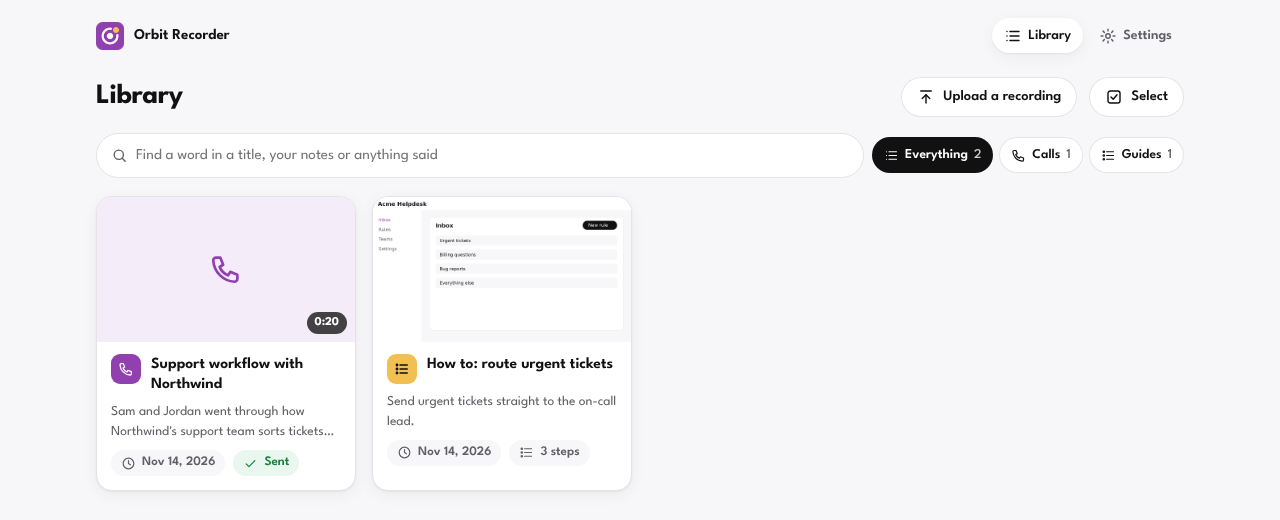 Orbit Recorder
Library
Settings
Library
Upload a recording
Select
Find a word in a title, your notes or anything said
Everything 2
Calls 1
Guides 1
0:20
Support workflow with
Northwind
Sam and Jordan went through how
Northwind's support team sorts tickets...
Nov 14, 2026
Sent
Acme Helpdesk
Inbox
Rules
Teams
Settings
Inbox
New rule
Urgent tickets
Billing questions
Bug reports
Everything else
How to: route urgent tickets
Send urgent tickets straight to the on-call
lead.
Nov 14, 2026
3 steps